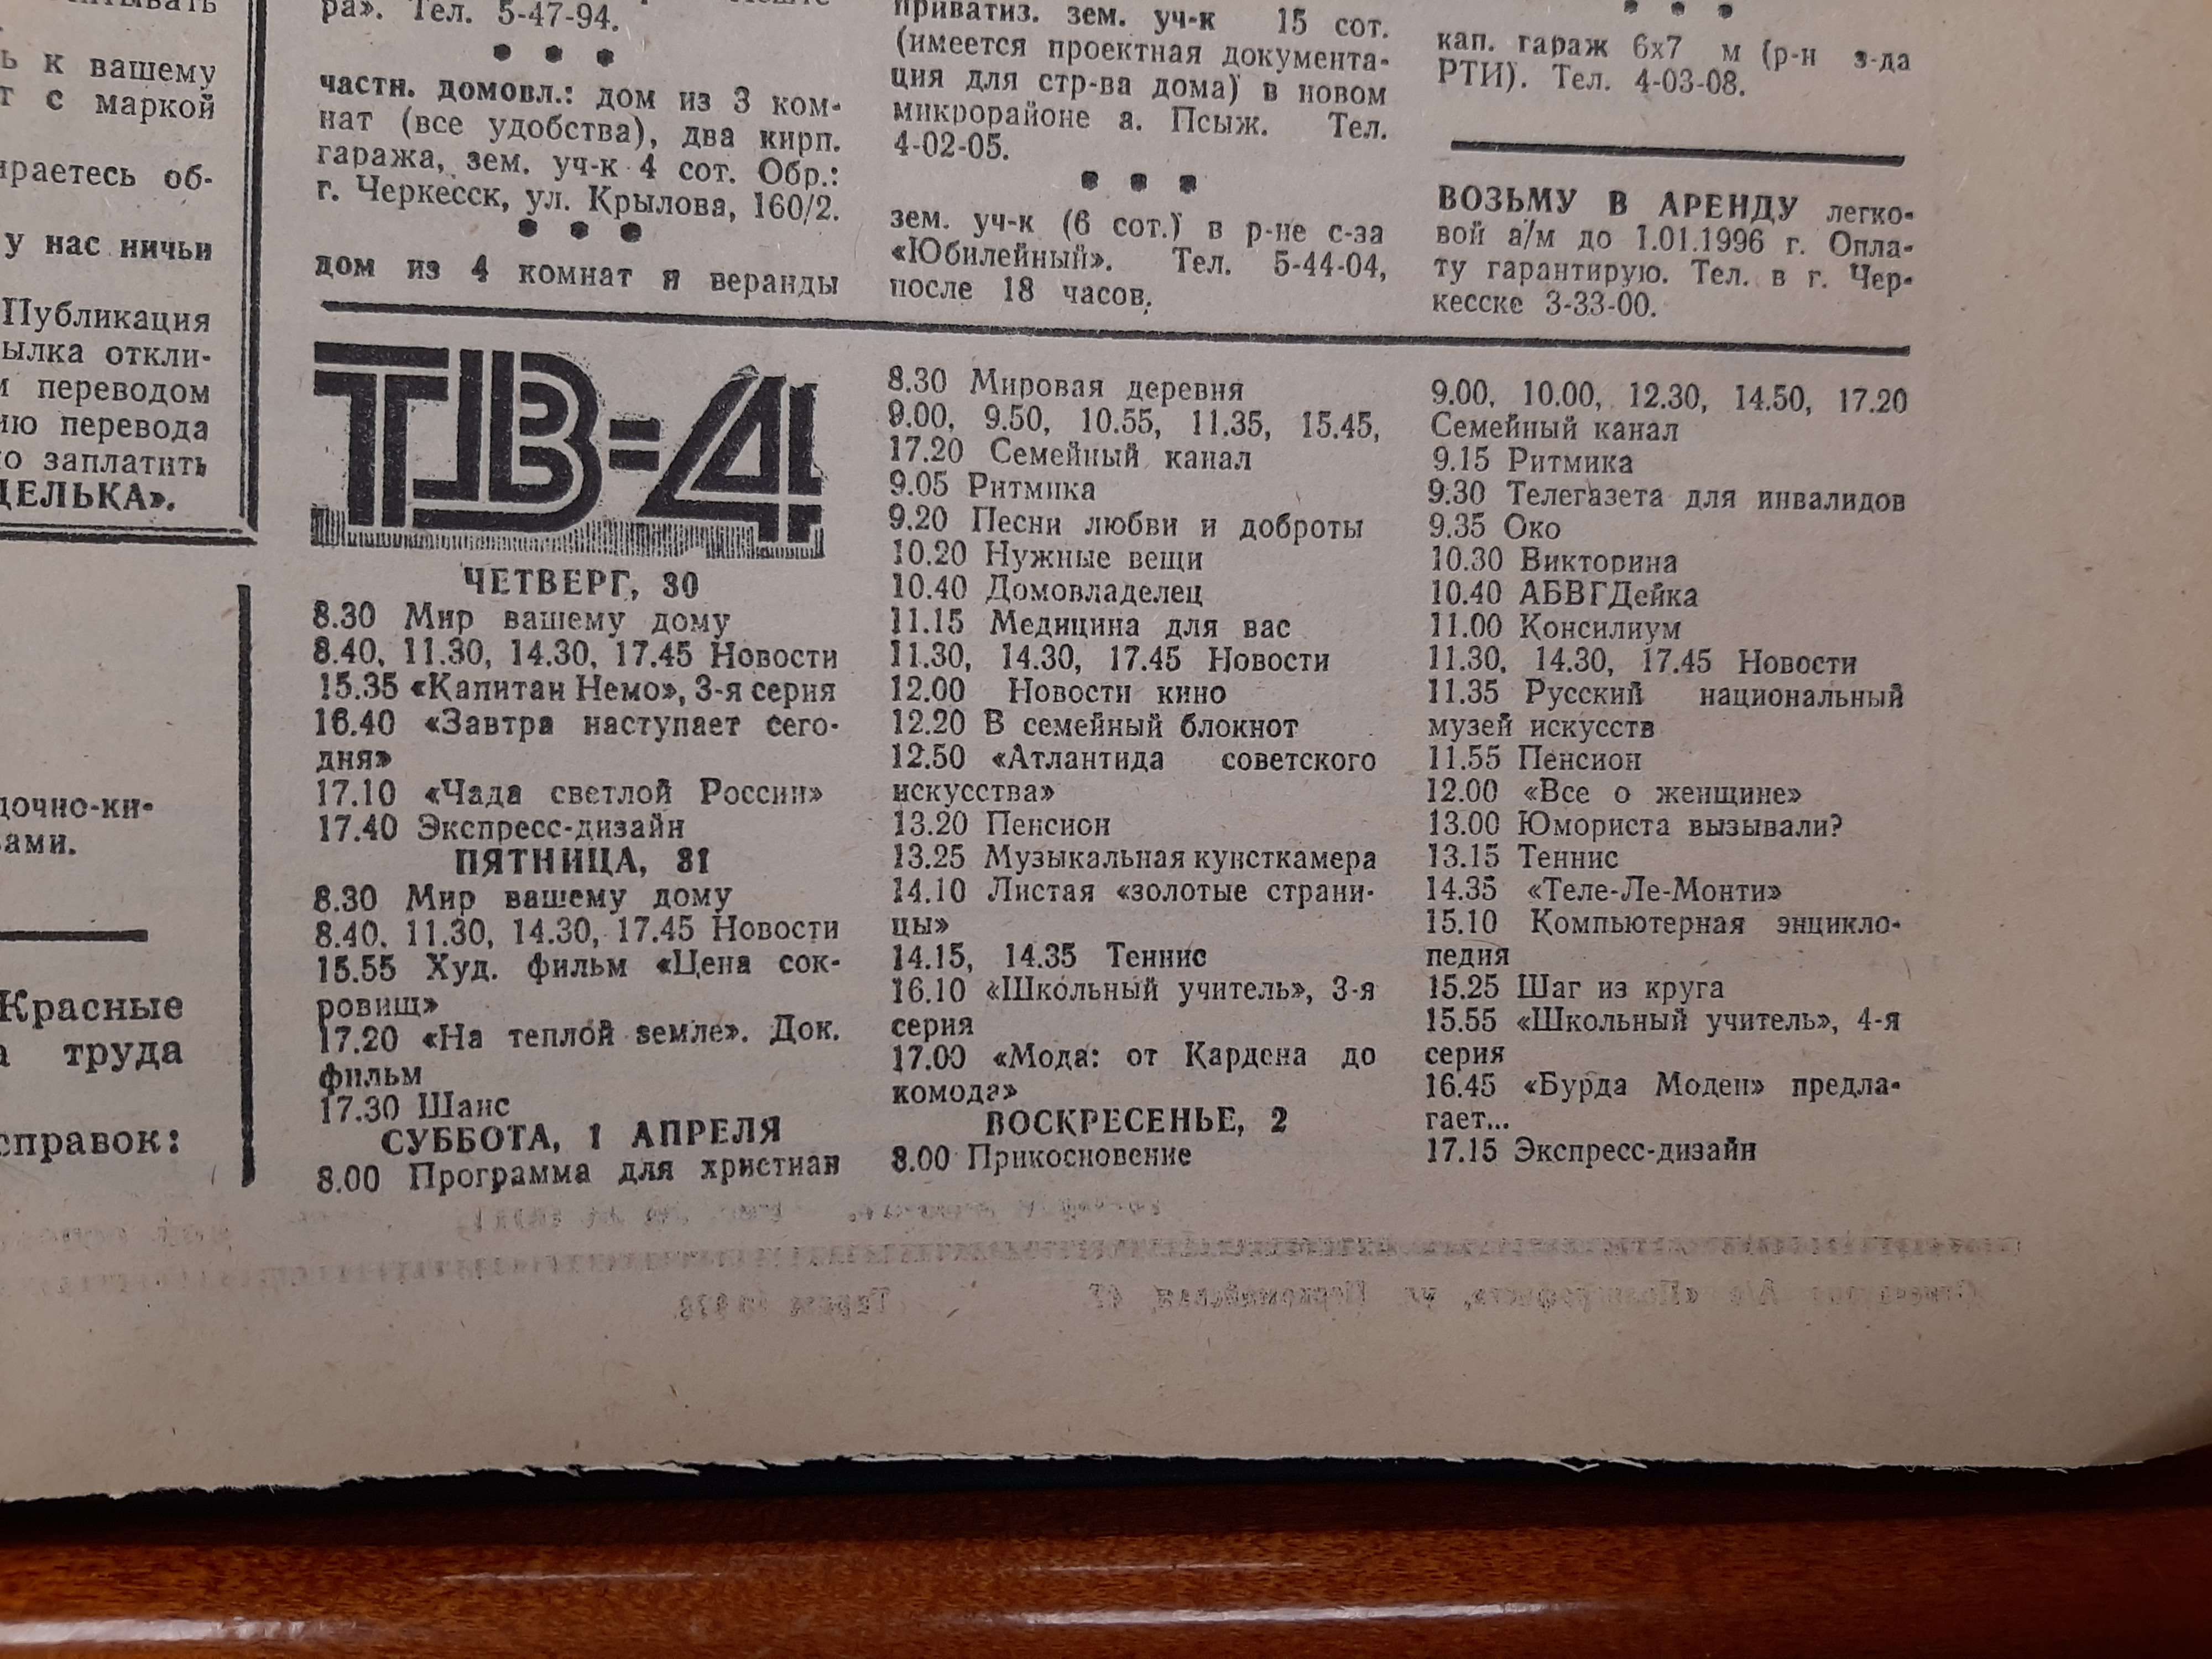 ь к вашему
т с маркой
ираетесь об-
у нас ничьи
Публикация
ылка откли-
и переводом
ию перевода
о заплатить
ДЕЛЬКА».
дочно-ки-
ами.
Красные
а труда
справок:
ра». Тел. 5-47-94.
частн. домовл.: дом из 3 ком-
нат (все удобства), два кирп.
гаража, зем. уч-к 4 сот. Обр.:
г. Черкесск, ул. Крылова, 160/2.
дом из 4 комнат и веранды
приватиз. зем. уч-к 15 сот.
(имеется проектная документа-
ция для стр-ва дома) в новом
микрорайоне а. Псыж. Тел.
4-02-05.
зем. уч-к (6 сот.) в р-не с-за
«Юбилейный». Тел. 5-44-04,
после 18 часов.
кап. гараж 6х7 м (р-н з-да
РТИ). Тел. 4-03-08.
ВОЗЬМУ В АРЕНДУ легко-
вой а/м до 1.01.1996 г. Опла-
ту гарантирую. Тел. в г. Чер-
кесске 3-33-00.
ТВ-4
ЧЕТВЕРГ, 30
8.30 Мир вашему дому
8.40, 11.30, 14.30, 17.45 Новости
15.35 «Капитан Немо», 3-я серия
16.40 «Завтра наступает сего-
дня»
17.10 «Чада светлой России»
17.40 Экспресс-дизайн
ПЯТНИЦА, 31
8.30 Мир вашему дому
8.40, 11.30, 14.30, 17.45 Новости
15.55 Худ. фильм «Цена сок-
ровищ»
17.20 «На теплой земле». Док.
фильм
17.30 Шанс
СУББОТА, 1 АПРЕЛЯ
8.00 Программа для христиан
8.30 Мировая деревня
9.00, 9.50, 10.55, 11.35, 15.45,
17.20 Семейный канал
9.05 Ритмика
9.20 Песни любви и доброты
10.20 Нужные вещи
10.40 Домовладелец
11.15 Медицина для вас
11.30, 14.30, 17.45 Новости
12.00 Новости кино
12.20 В семейный блокнот
12.50 «Атлантида советского
искусства»
13.20 Пенсион
13.25 Музыкальная кунсткамера
14.10 Листая «золотые страни-
цы»
14.15, 14.35 Теннис
16.10 «Школьный учитель», 3-я
серия
17.00 «Мода: от Кардена до
комода»
ВОСКРЕСЕНЬЕ, 2
8.00 Прикосновение
9.00, 10.00, 12.30, 14.50, 17.20
Семейный канал
9.15 Ритмика
9.30 Телегазета для инвалидов
9.35 Око
10.30 Викторина
10.40 АБВГДейка
11.00 Консилиум
11.30, 14.30, 17.45 Новости
11.35 Русский национальный
музей искусств
11.55 Пенсион
12.00 «Все о женщине»
13.00 Юмориста вызывали?
13.15 Теннис
14.35 «Теле-Ле-Монти»
15.10 Компьютерная энцикло-
педия
15.25 Шаг из круга
15.55 «Школьный учитель», 4-я
серия
16.45 «Бурда Моден» предла-
гает...
17.15 Экспресс-дизайн